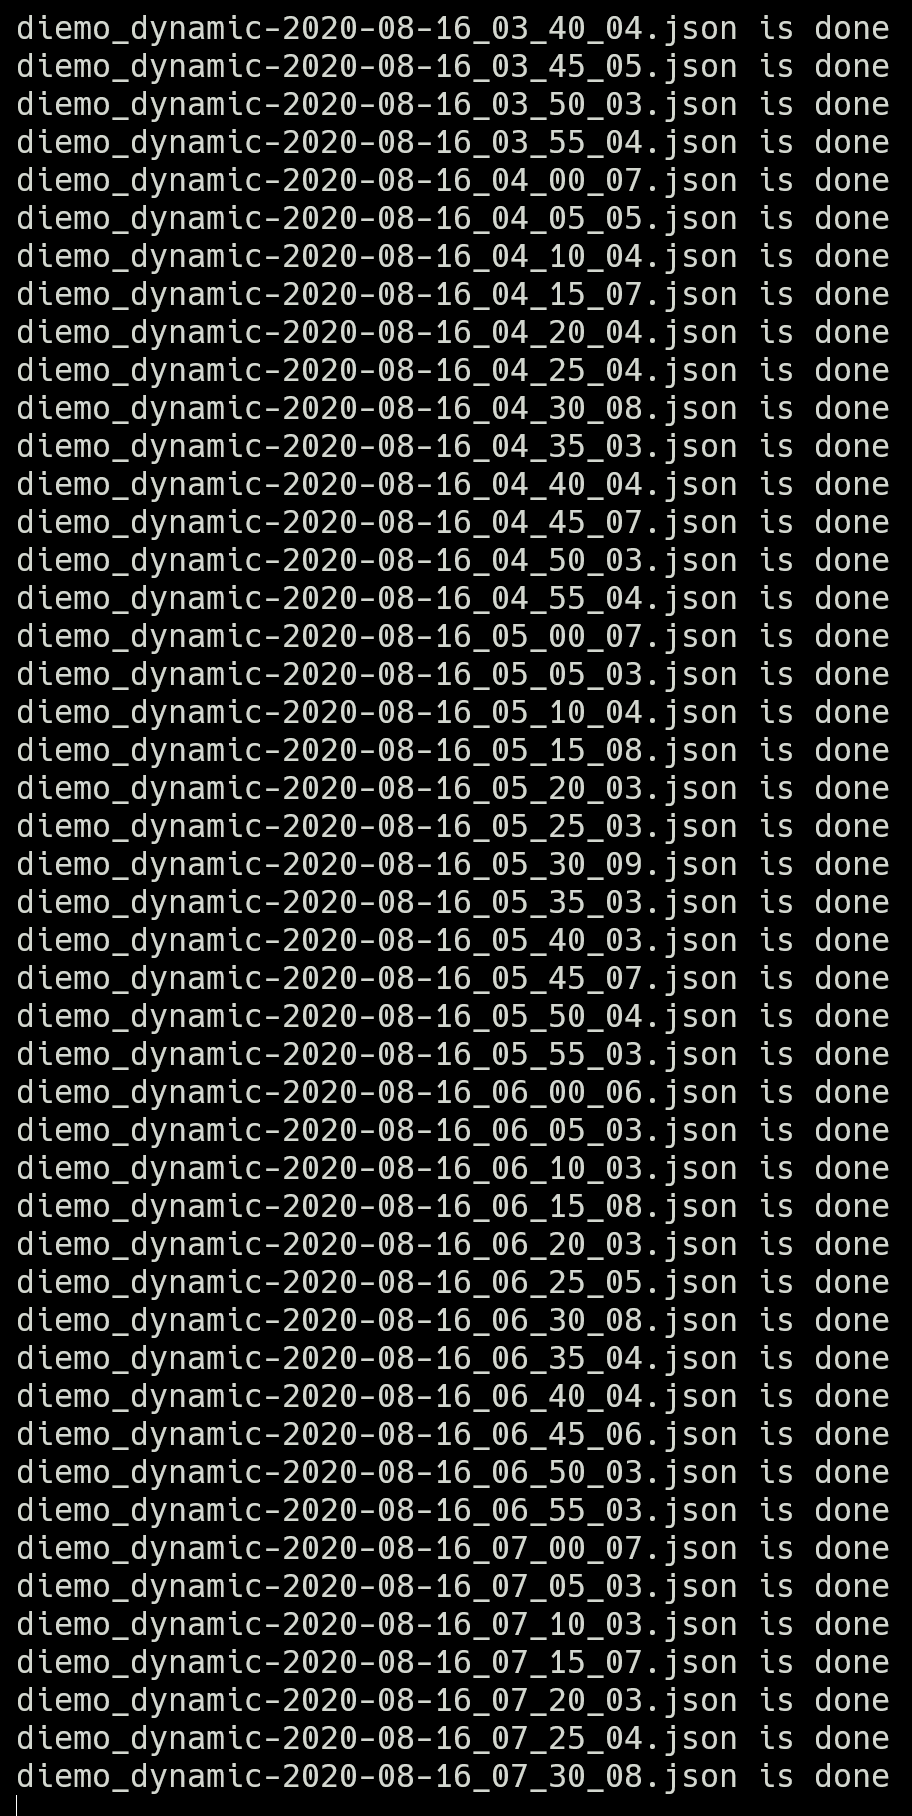 diemo_dynamic-2020-08-16_03_40_04.json is done
diemo_dynamic-2020-08-16_03_45_05.json is done
diemo_dynamic-2020-08-16_03_50_03.json is done
diemo_dynamic-2020-08-16_03_55_04.json is done
diemo_dynamic-2020-08-16_04_00_07.json is done
diemo_dynamic-2020-08-16_04_05_05.json is done
diemo_dynamic-2020-08-16_04_10_04.json is done
diemo_dynamic-2020-08-16_04_15_07.json is done
diemo_dynamic-2020-08-16_04_20_04.json is done
diemo_dynamic-2020-08-16_04_25_04.json is done
diemo_dynamic-2020-08-16_04_30_08.json is done
diemo_dynamic-2020-08-16_04_35_03.json is done
diemo_dynamic-2020-08-16_04_40_04.json is done
diemo_dynamic-2020-08-16_04_45_07.json is done
diemo_dynamic-2020-08-16_04_50_03.json is done
diemo_dynamic-2020-08-16_04_55_04.json is done
diemo_dynamic-2020-08-16_05_00_07.json is done
diemo_dynamic-2020-08-16_05_05_03.json is done
diemo_dynamic-2020-08-16_05_10_04.json is done
diemo_dynamic-2020-08-16_05_15_08.json is done
diemo_dynamic-2020-08-16_05_20_03.json is done
diemo_dynamic-2020-08-16_05_25_03.json is done
diemo_dynamic-2020-08-16_05_30_09.json is done
diemo_dynamic-2020-08-16_05_35_03.json is done
diemo_dynamic-2020-08-16_05_40_03.json is done
diemo_dynamic-2020-08-16_05_45_07.json is done
diemo_dynamic-2020-08-16_05_50_04.json is done
diemo_dynamic-2020-08-16_05_55_03.json is done
diemo_dynamic-2020-08-16_06_00_06.json is done
diemo_dynamic-2020-08-16_06_05_03.json is done
diemo_dynamic-2020-08-16_06_10_03.json is done
diemo_dynamic-2020-08-16_06_15_08.json is done
diemo_dynamic-2020-08-16_06_20_03.json is done
diemo_dynamic-2020-08-16_06_25_05.json is done
diemo_dynamic-2020-08-16_06_30_08.json is done
diemo_dynamic-2020-08-16_06_35_04.json is done
diemo_dynamic-2020-08-16_06_40_04.json is done
diemo_dynamic-2020-08-16_06_45_06.json is done
diemo_dynamic-2020-08-16_06_50_03.json is done
diemo_dynamic-2020-08-16_06_55_03.json is done
diemo_dynamic-2020-08-16_07_00_07.json is done
diemo_dynamic-2020-08-16_07_05_03.json is done
diemo_dynamic-2020-08-16_07_10_03.json is done
diemo_dynamic-2020-08-16_07_15_07.json is done
diemo_dynamic-2020-08-16_07_20_03.json is done
diemo_dynamic-2020-08-16_07_25_04.json is done
diemo_dynamic-2020-08-16_07_30_08.json is done